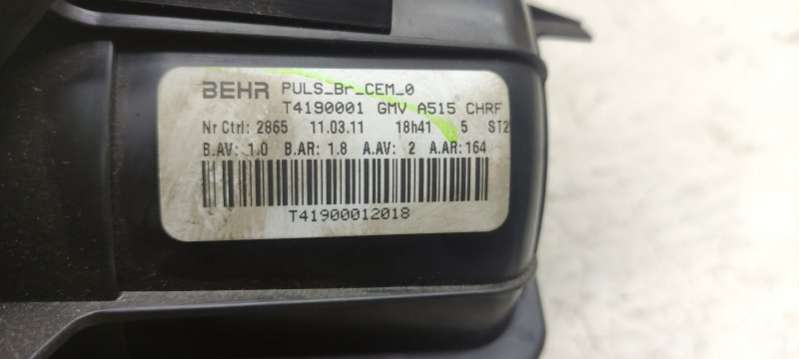 BEHR PULS_Br_CEM_0
T4190001 GMV A515 CHRF
Nr Ctrl: 2865 11.03.11 18h41 5 ST2
B.AV: 1.0 B.AR: 1.8 A.AV: 2 A.AR: 164
T41900012018